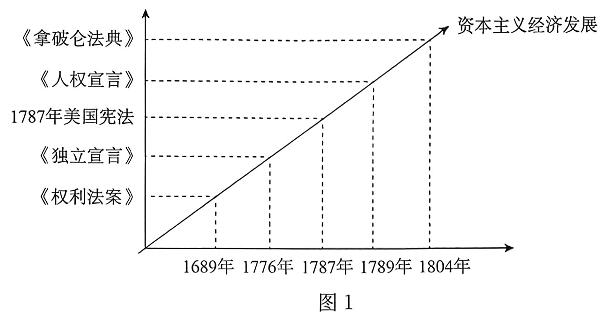 《拿破仑法典》
资本主义经济发展
《人权宣言》
1787年美国宪法
《独立宣言》
《权利法案》
1689年 1776年 1787年 1789年 1804年
图 1